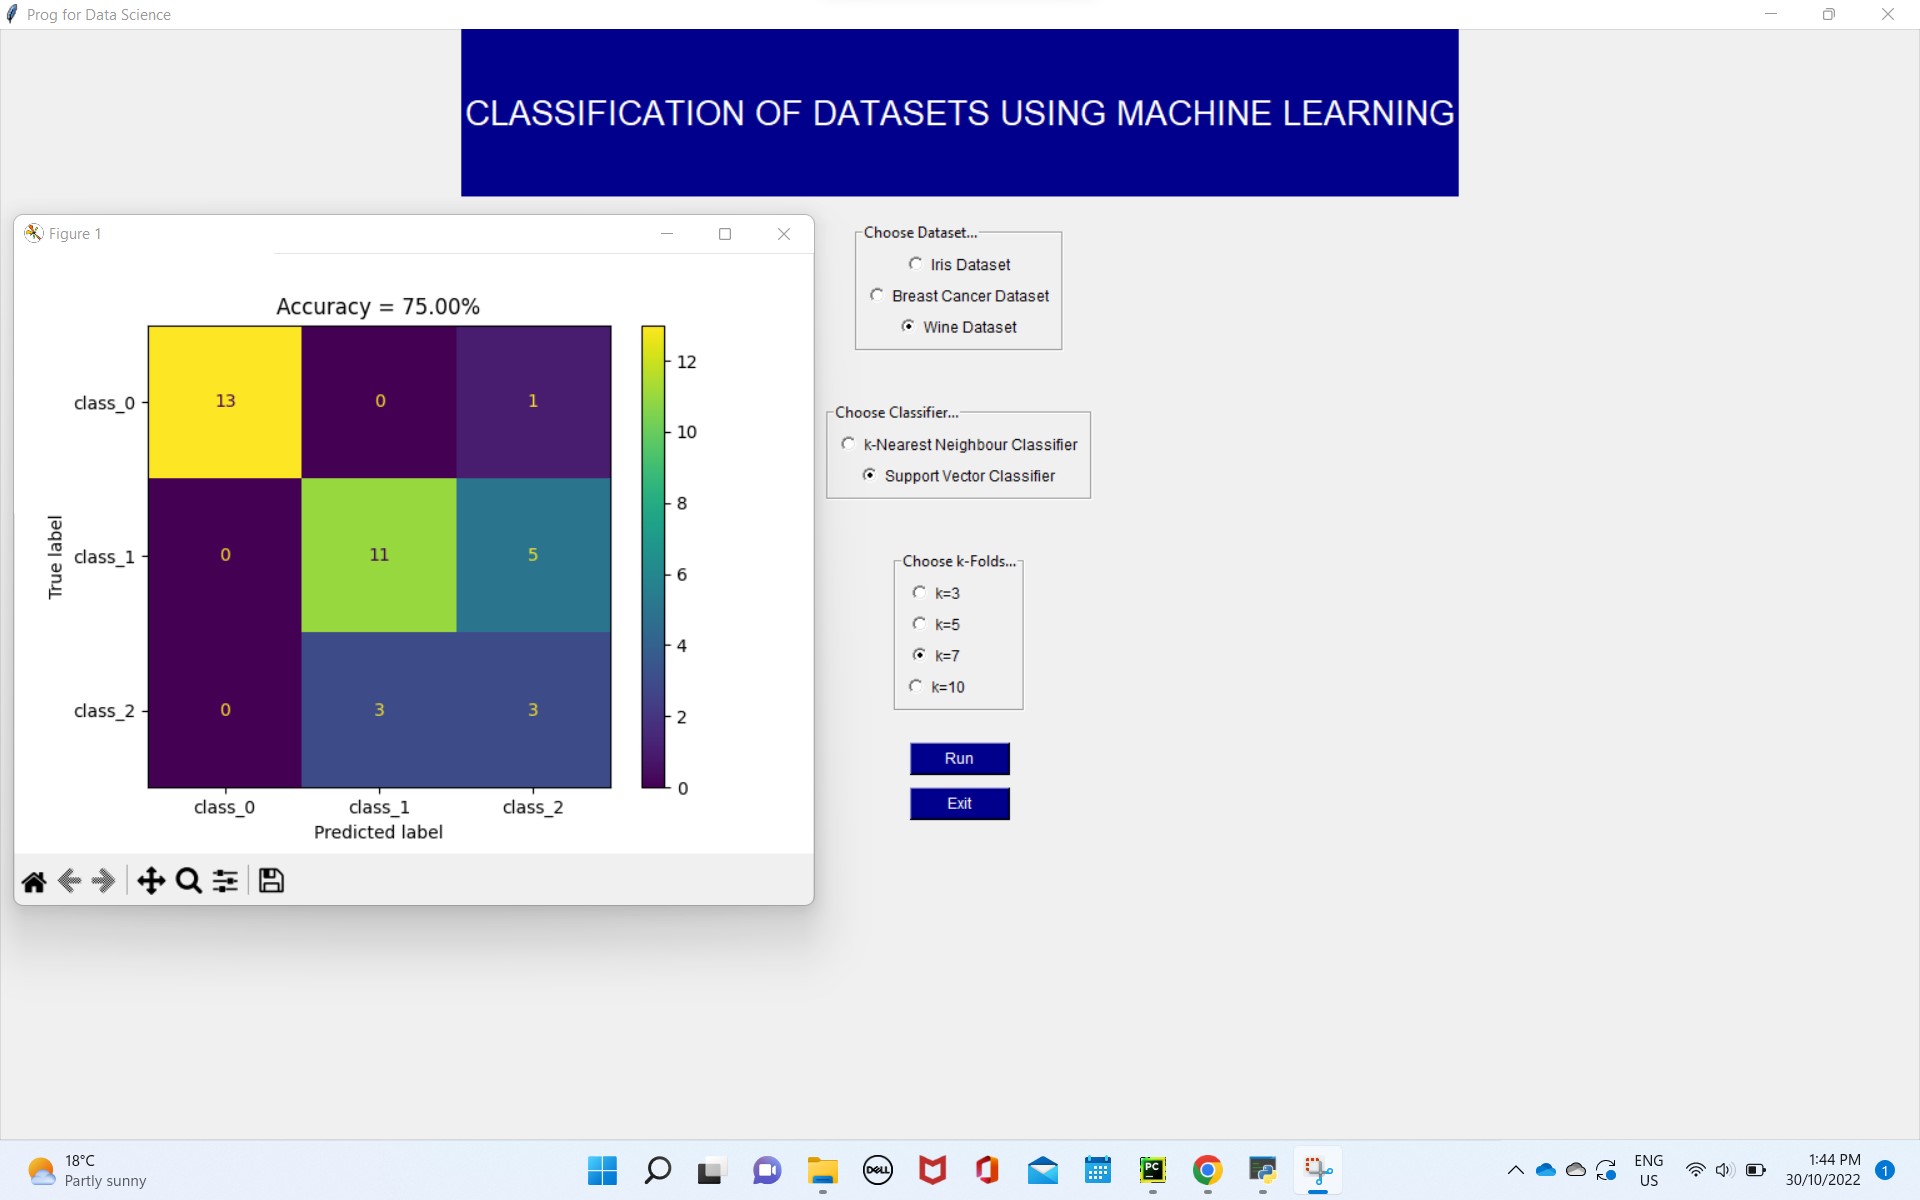 Prog for Data Science
CLASSIFICATION OF DATASETS USING MACHINE LEARNING
Figure 1
Accuracy = 75.00%
13 0 1
0 11 5
0 3 3
class_0
class_1
class_2
True label
class_0 class_1 class_2
Predicted label
12
10
8
6
4
2
0
Choose Dataset...
Iris Dataset
Breast Cancer Dataset
Wine Dataset
Choose Classifier...
k-Nearest Neighbour Classifier
Support Vector Classifier
Choose k-Folds...
k=3
k=5
k=7
k=10
Run
Exit
18°C
Partly sunny
DELL
PC
ENG
US
1:44 PM
30/10/2022
1